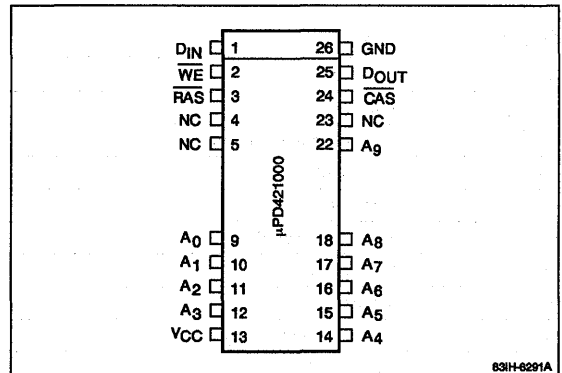 DIN 1 26 GND
WE 2 25 DOUT
RAS 3 24 CAS
NC 4 23 NC
NC 5 22 A9
μPD421000
A0 9 18 A8
A1 10 17 A7
A2 11 16 A6
A3 12 15 A5
VCC 13 14 A4
83IH-6291A